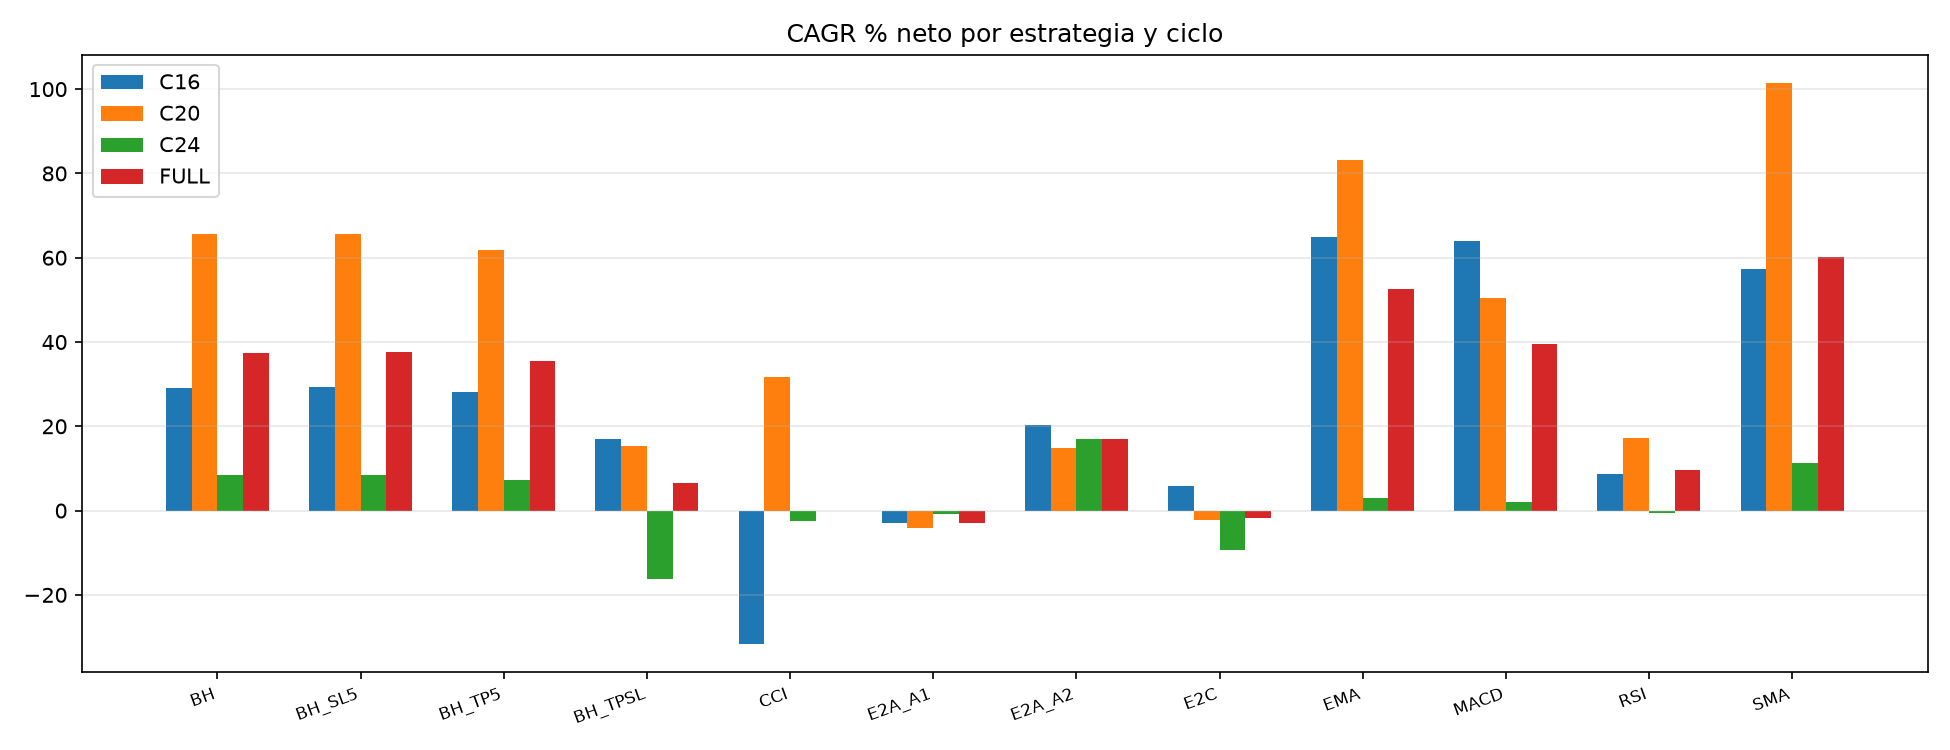 CAGR % neto por estrategia y ciclo
C16
C20
C24
FULL
100
80
60
40
20
0
−20
BH
BH_SL5
BH_TP5
BH_TPSL
CCI
E2A_A1
E2A_A2
E2C
EMA
MACD
RSI
SMA